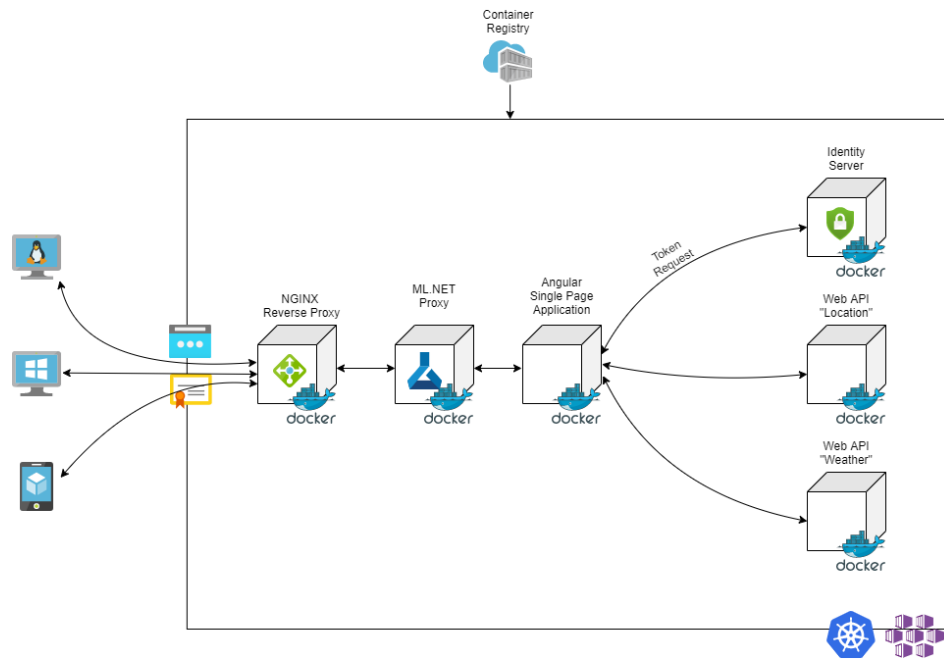 Container
Registry
Identity
Server
docker
Token
Request
NGINX
Reverse Proxy
docker
ML.NET
Proxy
docker
Angular
Single Page
Application
docker
Web API
"Location"
docker
Web API
"Weather"
docker